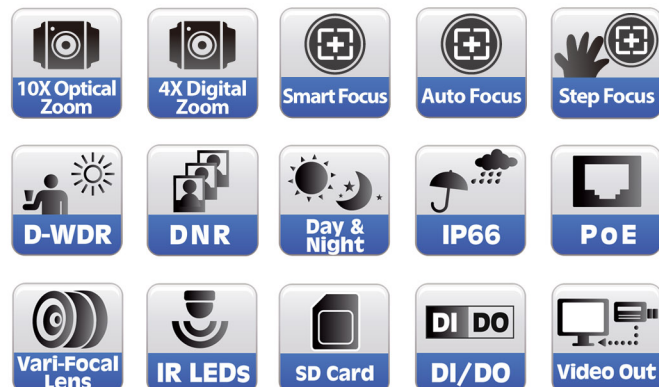 10X Optical
Zoom
4X Digital
Zoom
Smart Focus
Auto Focus
Step Focus
D-WDR
DNR
Day &
Night
IP66
PoE
Vari-Focal
Lens
IR LEDs
SD Card
DI DO
DI/DO
Video Out